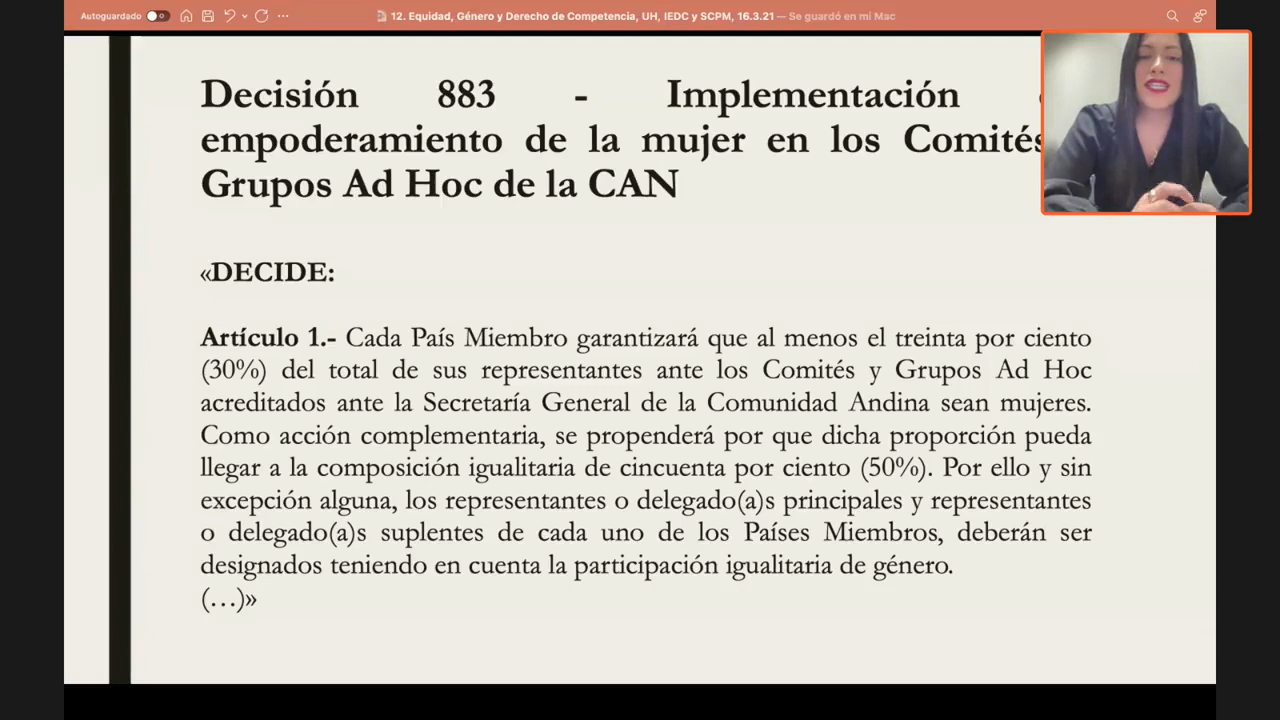 Autoguardado
12. Equidad, Género y Derecho de Competencia, UH, IEDC y SCPM, 16.3.21 — Se guardó en mi Mac
Decisión 883 - Implementación
empoderamiento de la mujer en los Comités
Grupos Ad Hoc de la CAN
«DECIDE:
Artículo 1.- Cada País Miembro garantizará que al menos el treinta por ciento
(30%) del total de sus representantes ante los Comités y Grupos Ad Hoc
acreditados ante la Secretaría General de la Comunidad Andina sean mujeres.
Como acción complementaria, se propenderá por que dicha proporción pueda
llegar a la composición igualitaria de cincuenta por ciento (50%). Por ello y sin
excepción alguna, los representantes o delegado(a)s principales y representantes
o delegado(a)s suplentes de cada uno de los Países Miembros, deberán ser
designados teniendo en cuenta la participación igualitaria de género.
(…)»